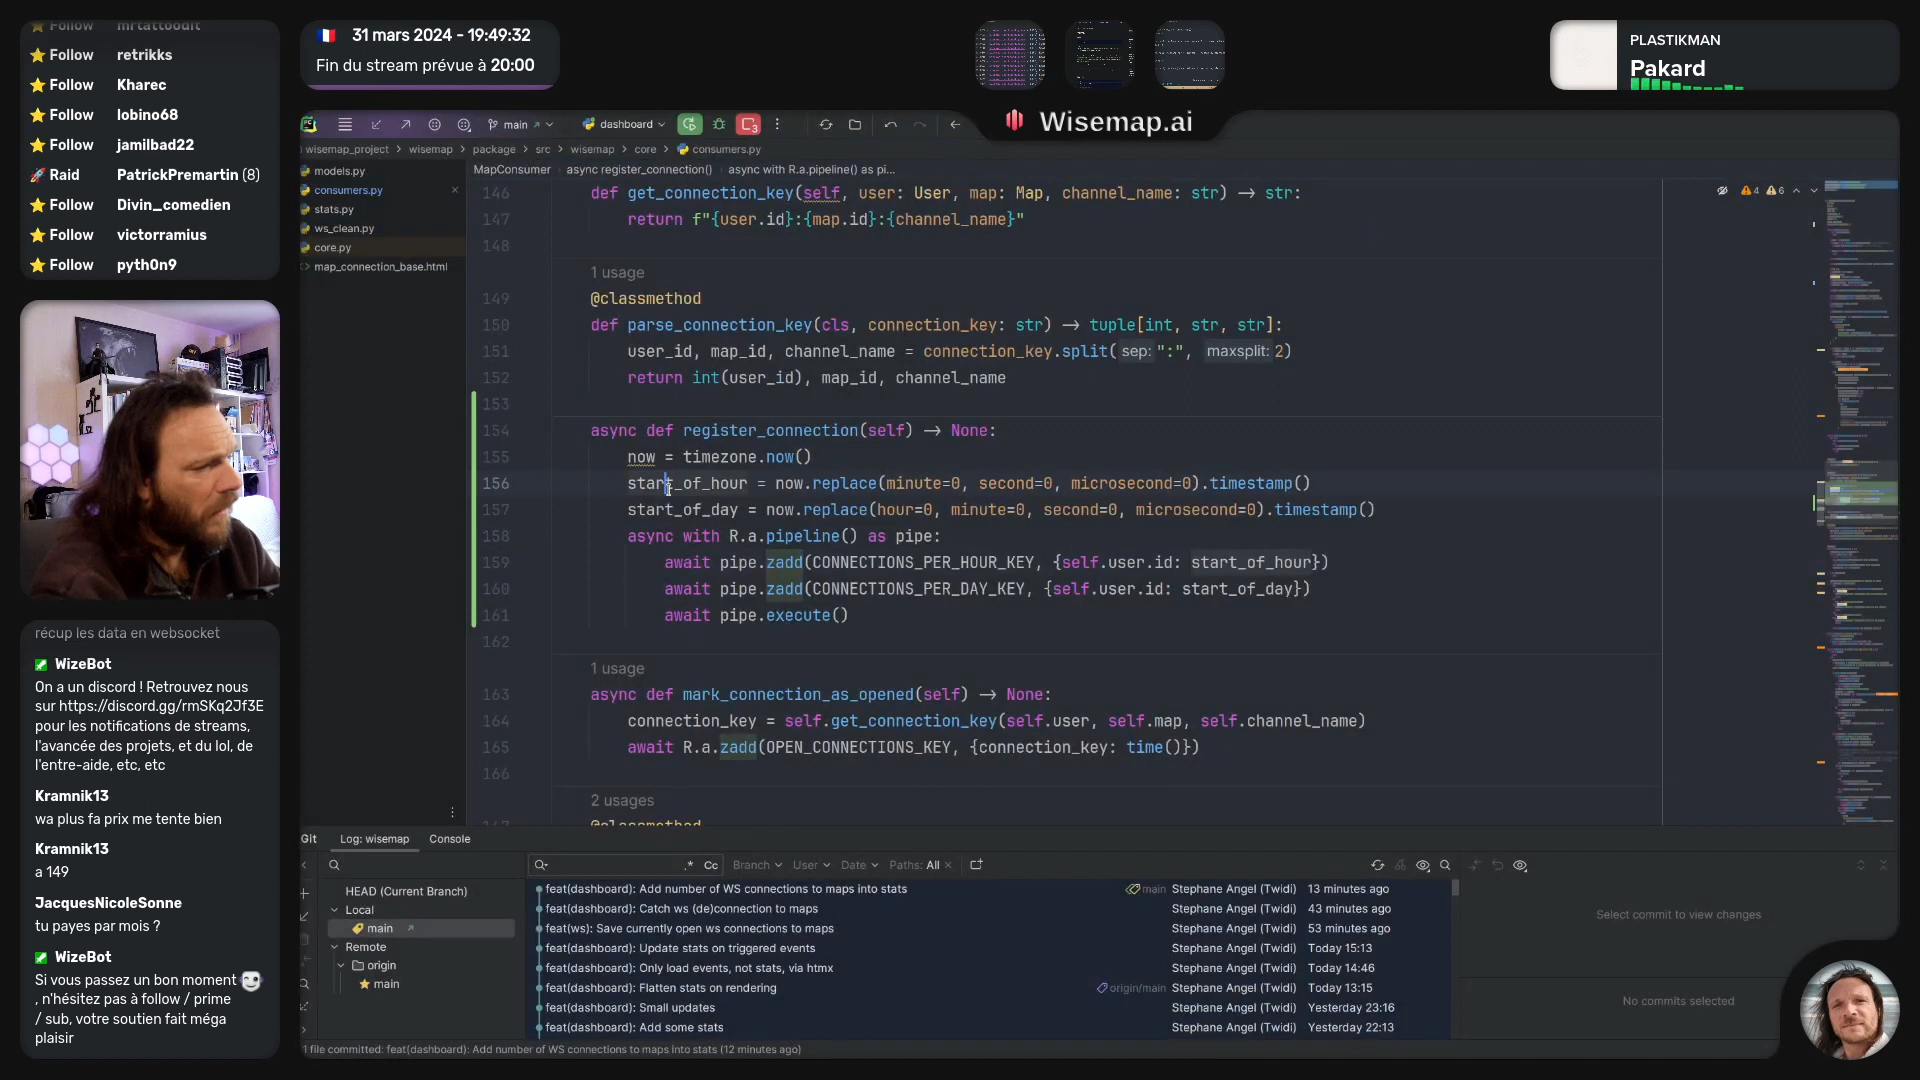 Follow mrtattoodit
Follow retrikks
Follow Kharec
Follow lobino68
Follow jamilbad22
Raid PatrickPremartin (8)
Follow Divin_comedien
Follow victorramius
Follow pyth0n9
31 mars 2024 - 19:49:32
Fin du stream prévue à 20:00
PLASTIKMAN
Pakard
Wisemap.ai
main
dashboard
3
wisemap_project
wisemap
package
src
wisemap
core
consumers.py
models.py
consumers.py
stats.py
ws_clean.py
core.py
map_connection_base.html
MapConsumer
async register_connection()
async with R.a.pipeline() as pi...
4
6
146 def get_connection_key(self, user: User, map: Map, channel_name: str) → str:
147 return f"{user.id}:{map.id}:{channel_name}"
148
1 usage
149 @classmethod
150 def parse_connection_key(cls, connection_key: str) → tuple[int, str, str]:
151 user_id, map_id, channel_name = connection_key.split( sep: ":", maxsplit: 2)
152 return int(user_id), map_id, channel_name
153
154 async def register_connection(self) → None:
155 now = timezone.now()
156 start_of_hour = now.replace(minute=0, second=0, microsecond=0).timestamp()
157 start_of_day = now.replace(hour=0, minute=0, second=0, microsecond=0).timestamp()
158 async with R.a.pipeline() as pipe:
159 await pipe.zadd(CONNECTIONS_PER_HOUR_KEY, {self.user.id: start_of_hour})
160 await pipe.zadd(CONNECTIONS_PER_DAY_KEY, {self.user.id: start_of_day})
161 await pipe.execute()
162
1 usage
163 async def mark_connection_as_opened(self) → None:
164 connection_key = self.get_connection_key(self.user, self.map, self.channel_name)
165 await R.a.zadd(OPEN_CONNECTIONS_KEY, {connection_key: time()})
166
2 usages
récup les data en websocket
WizeBot
On a un discord ! Retrouvez nous
sur https://discord.gg/rmSKq2Jf3E
pour les notifications de streams,
l'avancée des projets, et du lol, de
l'entre-aide, etc, etc
Kramnik13
wa plus fa prix me tente bien
Kramnik13
a 149
JacquesNicoleSonne
tu payes par mois ?
WizeBot
Si vous passez un bon moment
, n'hésitez pas à follow / prime
/ sub, votre soutien fait méga
plaisir
Git
Log: wisemap
Console
.*
Cc
Branch
User
Date
Paths: All
HEAD (Current Branch)
Local
main
Remote
origin
main
feat(dashboard): Add number of WS connections to maps into stats main Stephane Angel (Twidi) 13 minutes ago
feat(dashboard): Catch ws (de)connection to maps Stephane Angel (Twidi) 43 minutes ago
feat(ws): Save currently open ws connections to maps Stephane Angel (Twidi) 53 minutes ago
feat(dashboard): Update stats on triggered events Stephane Angel (Twidi) Today 15:13
feat(dashboard): Only load events, not stats, via htmx Stephane Angel (Twidi) Today 14:46
feat(dashboard): Flatten stats on rendering origin/main Stephane Angel (Twidi) Today 13:15
feat(dashboard): Small updates Stephane Angel (Twidi) Yesterday 23:16
feat(dashboard): Add some stats Stephane Angel (Twidi) Yesterday 22:13
Select commit to view changes
No commits selected
1 file committed: feat(dashboard): Add number of WS connections to maps into stats (12 minutes ago)